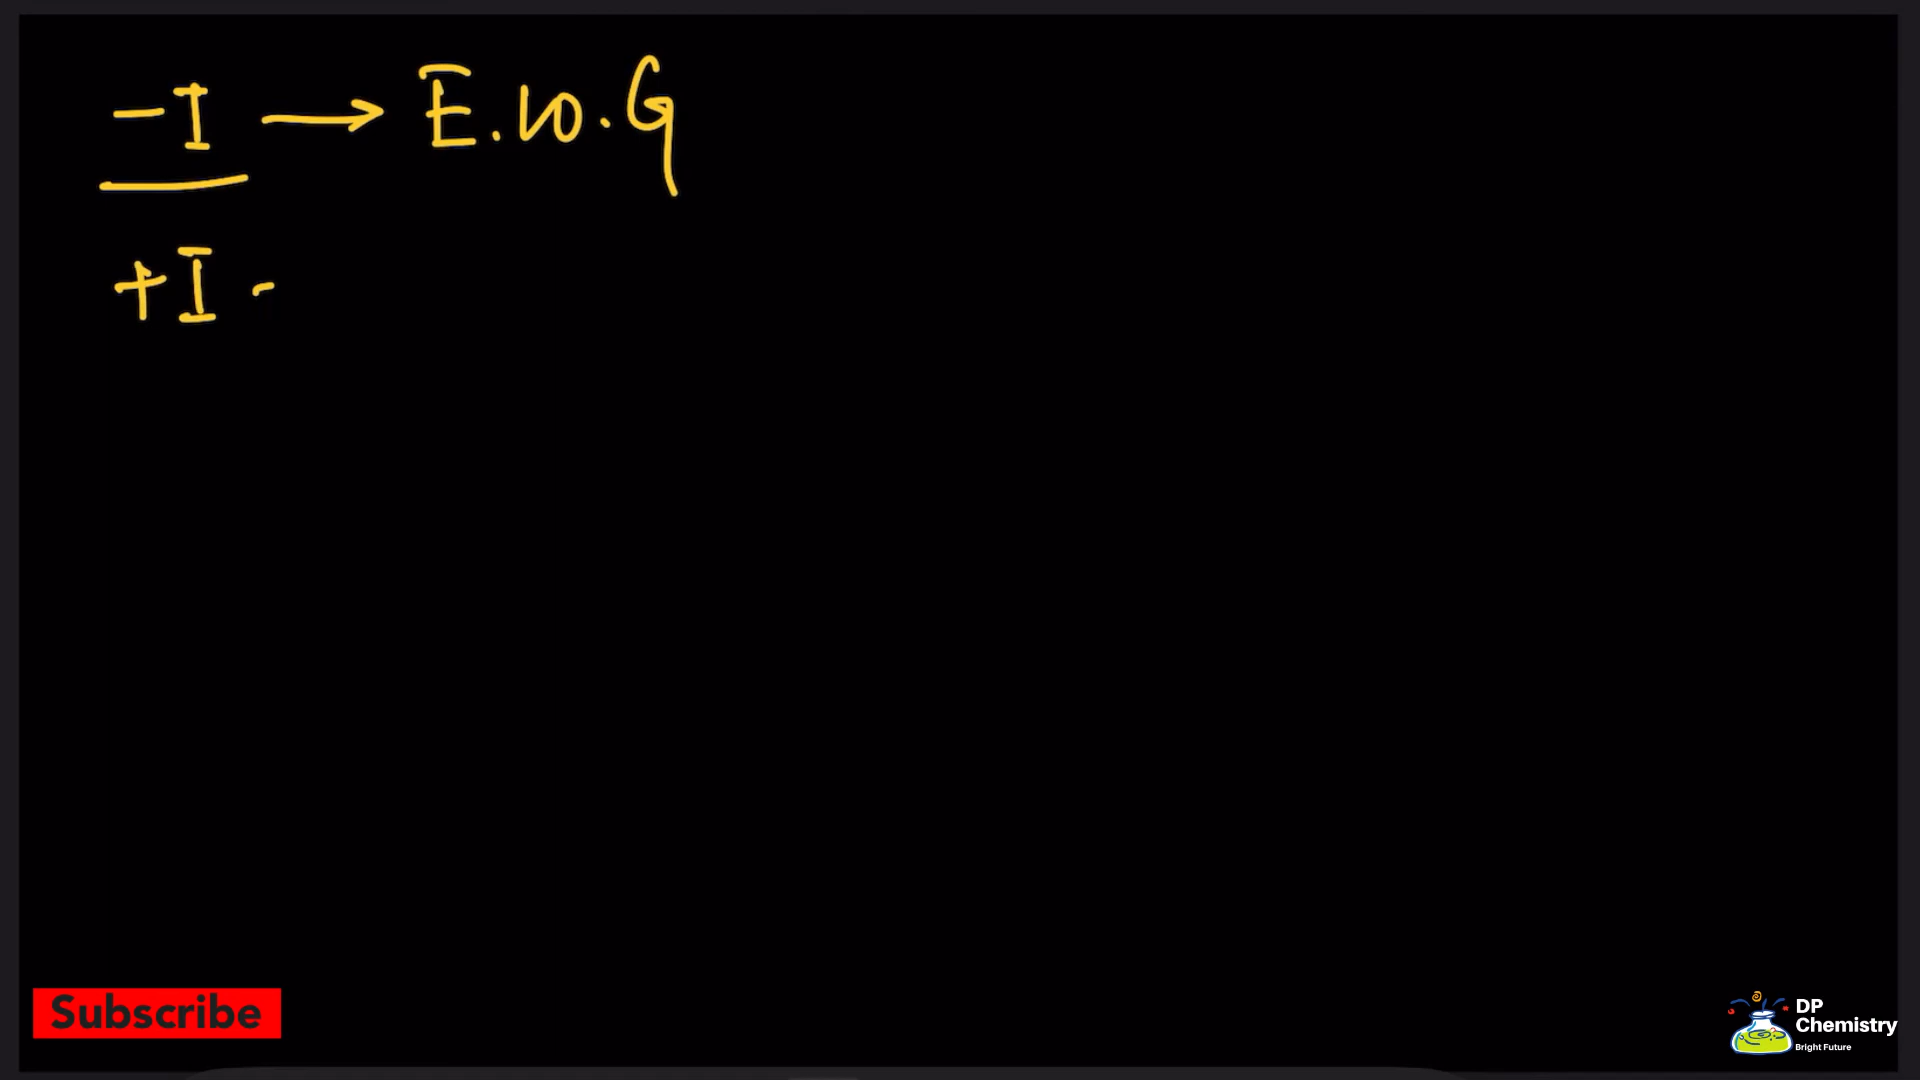 -I → E.W.G
+I -
Subscribe
DP
Chemistry
Bright Future